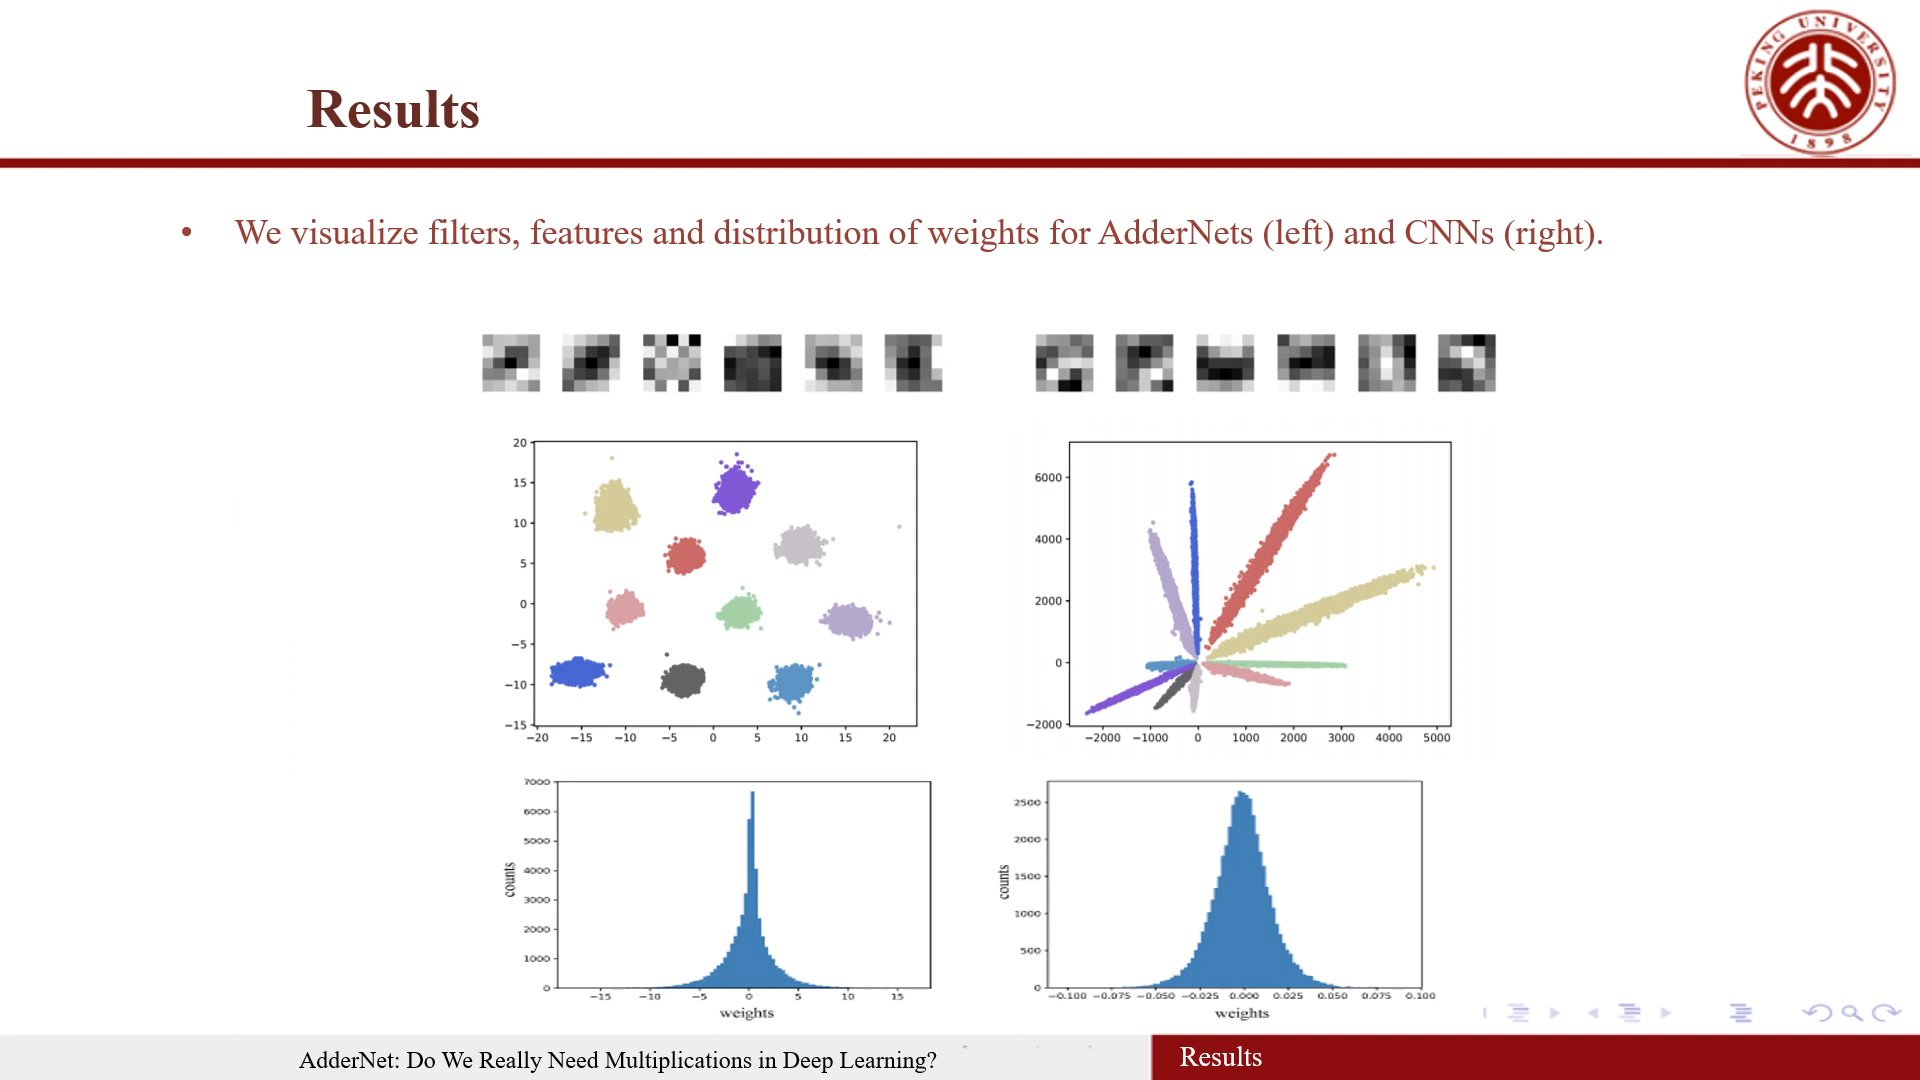 PEKING UNIVERSITY
1898
Results
• We visualize filters, features and distribution of weights for AdderNets (left) and CNNs (right).
20
15
10
5
0
−5
−10
−15
−20 −15 −10 −5 0 5 10 15 20
6000
4000
2000
0
−2000
−2000 −1000 0 1000 2000 3000 4000 5000
7000
6000
5000
4000
3000
2000
1000
0
counts
−15 −10 −5 0 5 10 15
weights
2500
2000
1500
1000
500
0
counts
−0.100 −0.075 −0.050 −0.025 0.000 0.025 0.050 0.075 0.100
weights
AdderNet: Do We Really Need Multiplications in Deep Learning?
Results